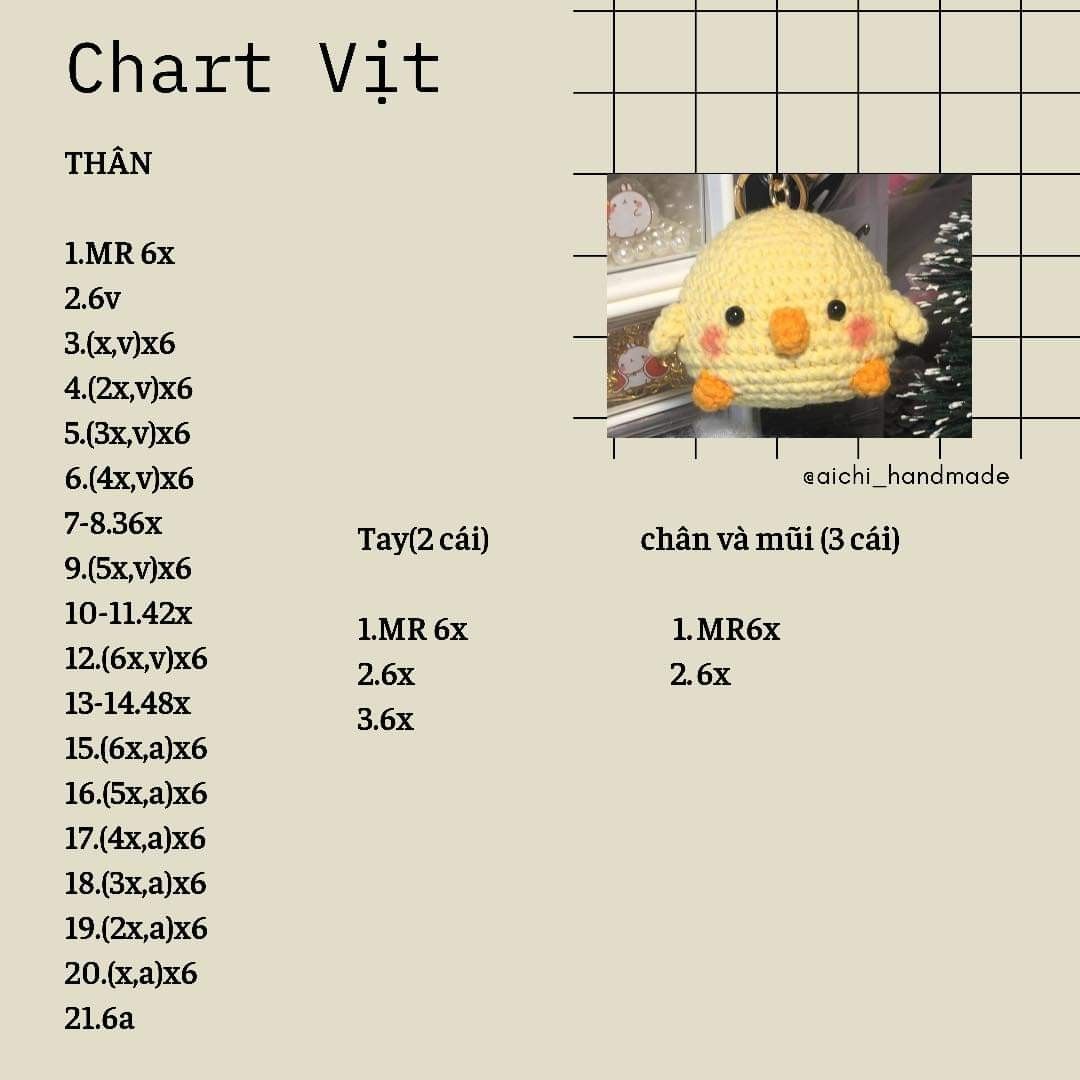 Chart Vịt
THÂN
1.MR 6x
2.6v
3.(x,v)x6
4.(2x,v)x6
5.(3x,v)x6
6.(4x,v)x6
7-8.36x
9.(5x,v)x6
10-11.42x
12.(6x,v)x6
13-14.48x
15.(6x,a)x6
16.(5x,a)x6
17.(4x,a)x6
18.(3x,a)x6
19.(2x,a)x6
20.(x,a)x6
21.6a
@aichi_handmade
Tay(2 cái)
1.MR 6x
2.6x
3.6x
chân và mũi (3 cái)
1. MR6x
2. 6x